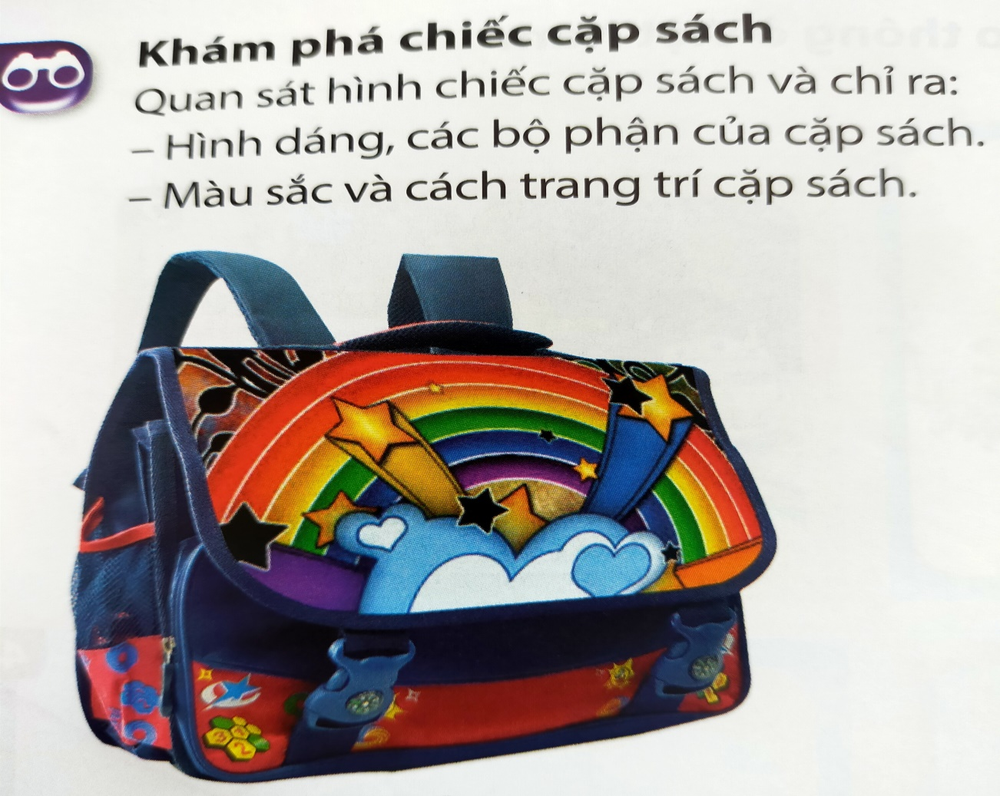 Khám phá chiếc cặp sách
Quan sát hình chiếc cặp sách và chỉ ra:
– Hình dáng, các bộ phận của cặp sách.
– Màu sắc và cách trang trí cặp sách.